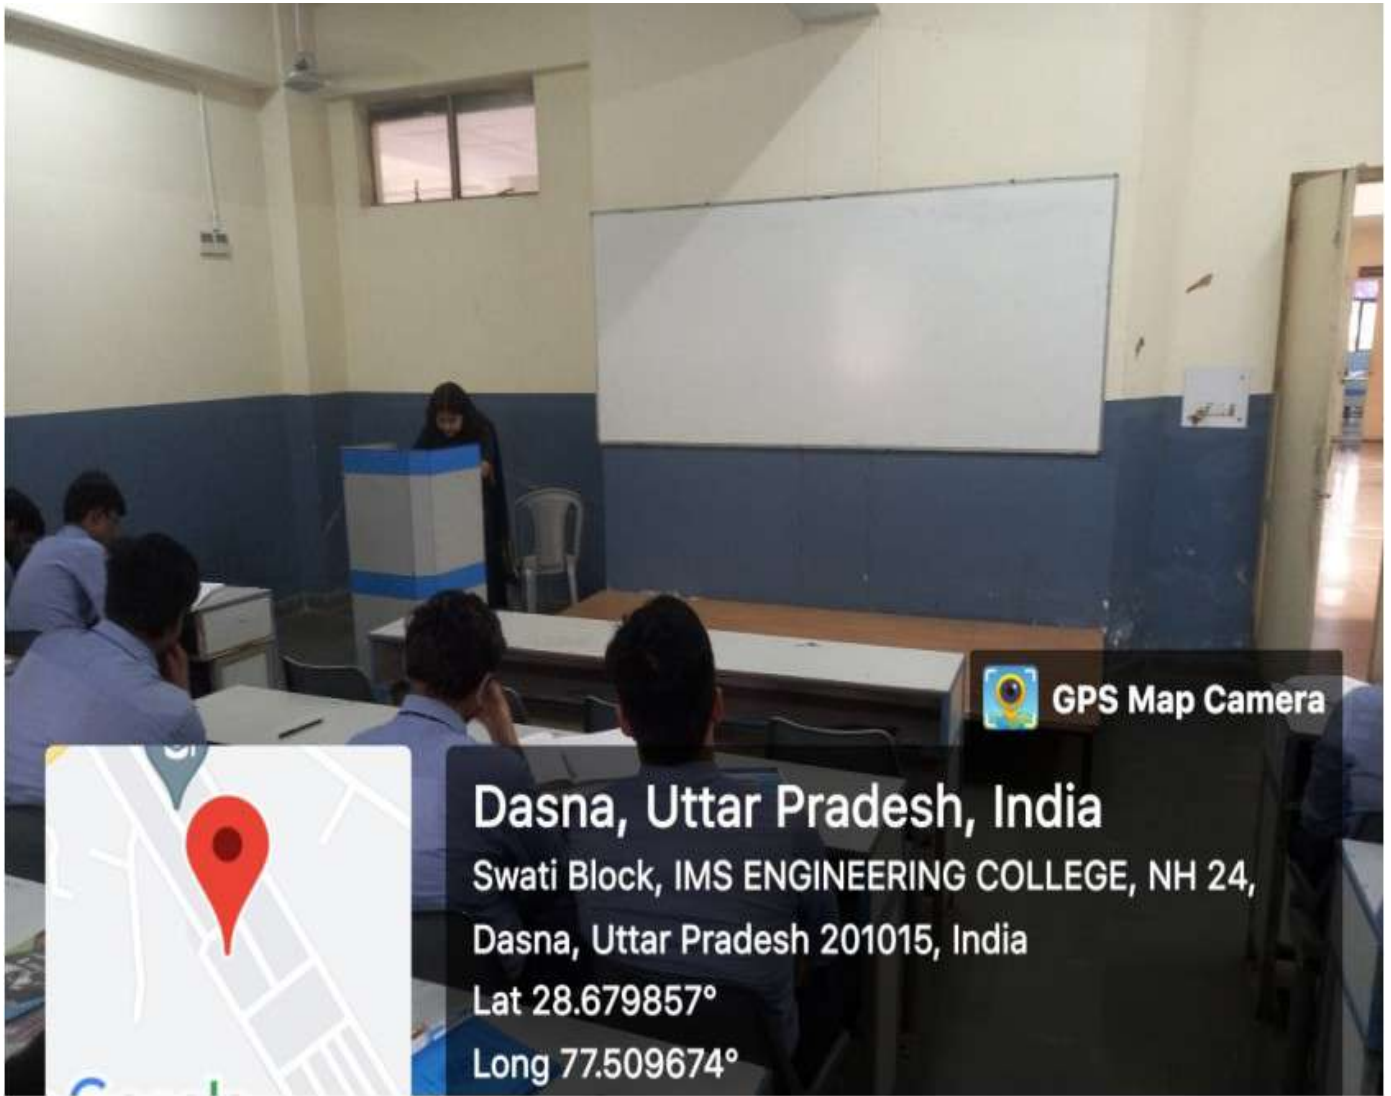 GPS Map Camera
Dasna, Uttar Pradesh, India
Swati Block, IMS ENGINEERING COLLEGE, NH 24,
Dasna, Uttar Pradesh 201015, India
Lat 28.679857°
Long 77.509674°
Google